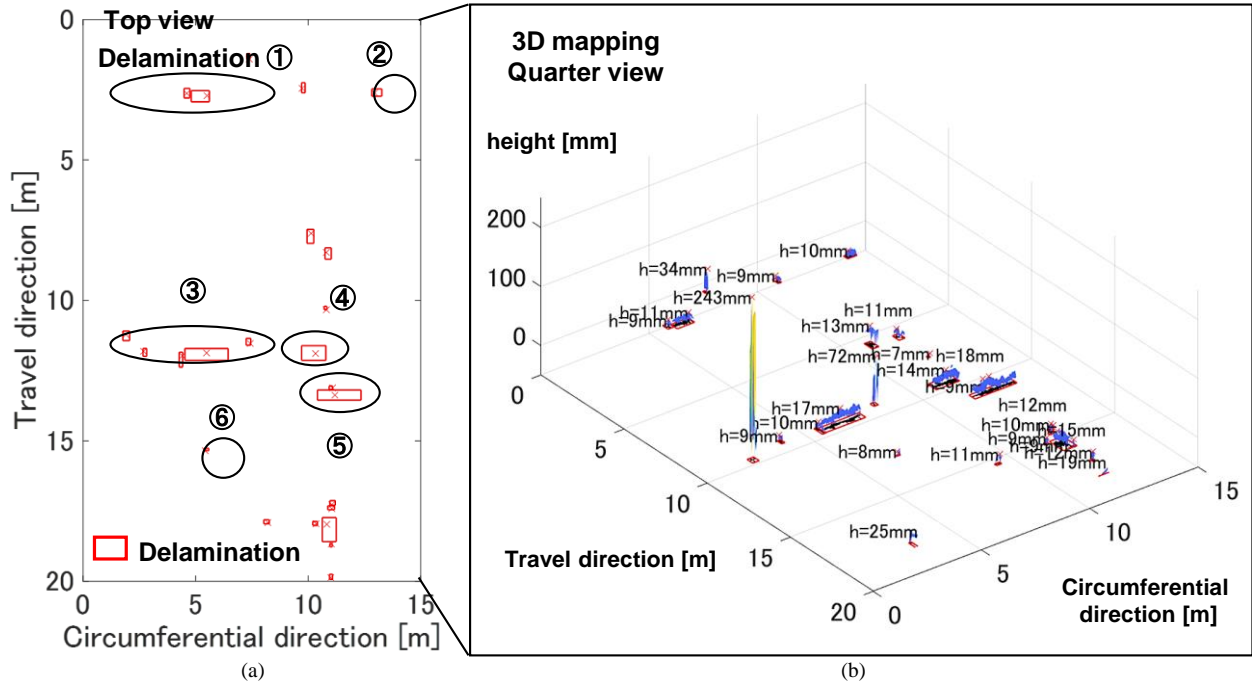 Top view
Delamination ①
②
③
④
⑤
⑥
Delamination
0
5
10
15
20
Travel direction [m]
0
5
10
15
Circumferential direction [m]
(a)
3D mapping
Quarter view
height [mm]
200
100
0
h=10mm
h=34mm
h=9mm
h=243mm
h=11mm
h=9mm
h=11mm
h=13mm
h=72mm
h=7mm
h=18mm
h=14mm
h=9mm
h=17mm
h=12mm
h=10mm
h=10mm
h=15mm
h=9mm
h=9mm
h=9mm
h=8mm
h=11mm
h=12mm
h=19mm
h=25mm
0
5
10
15
20
Travel direction [m]
0
5
10
15
Circumferential
direction [m]
(b)